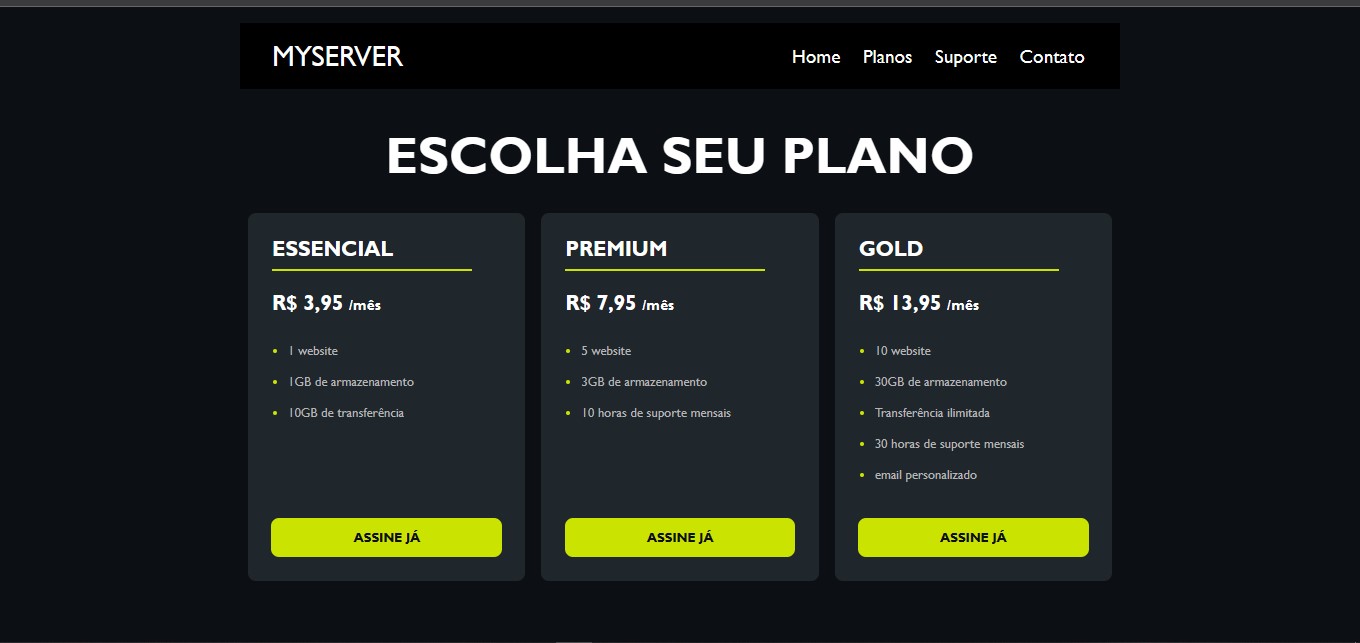 MYSERVER
Home Planos Suporte Contato
ESCOLHA SEU PLANO
ESSENCIAL
R$ 3,95 /mês
1 website
1GB de armazenamento
10GB de transferência
ASSINE JÁ
PREMIUM
R$ 7,95 /mês
5 website
3GB de armazenamento
10 horas de suporte mensais
ASSINE JÁ
GOLD
R$ 13,95 /mês
10 website
30GB de armazenamento
Transferência ilimitada
30 horas de suporte mensais
email personalizado
ASSINE JÁ